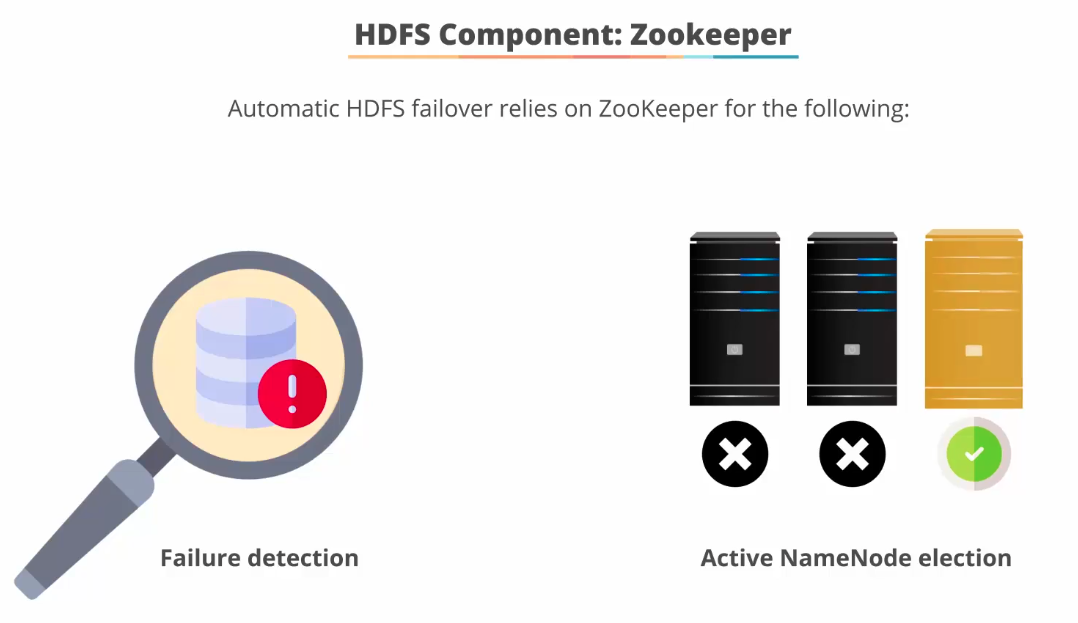 HDFS Component: Zookeeper
Automatic HDFS failover relies on ZooKeeper for the following:
Failure detection
Active NameNode election